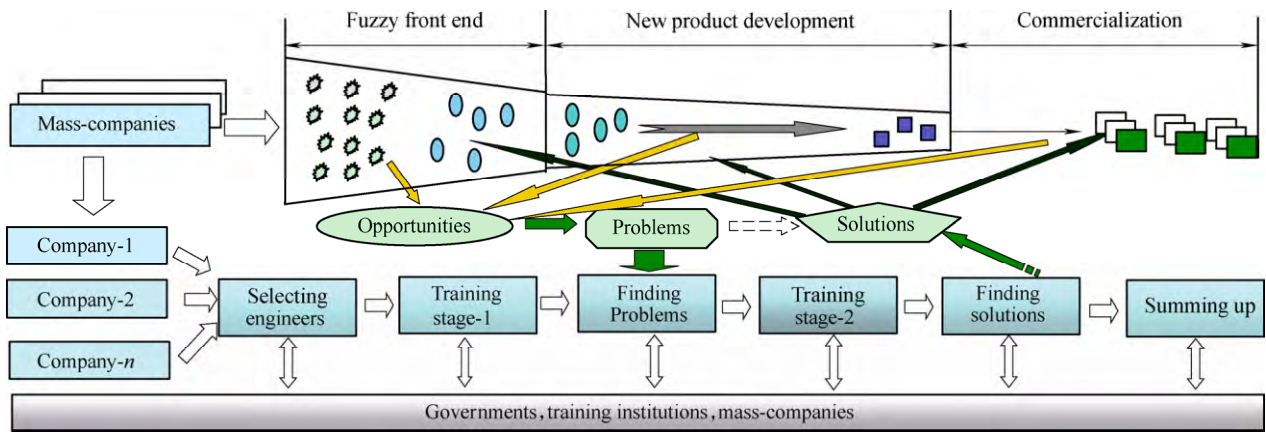 Fuzzy front end
New product development
Commercialization
Mass-companies
Opportunities
Problems
Solutions
Company-1
Company-2
Company-n
Selecting
engineers
Training
stage-1
Finding
Problems
Training
stage-2
Finding
solutions
Summing up
Governments, training institutions, mass-companies